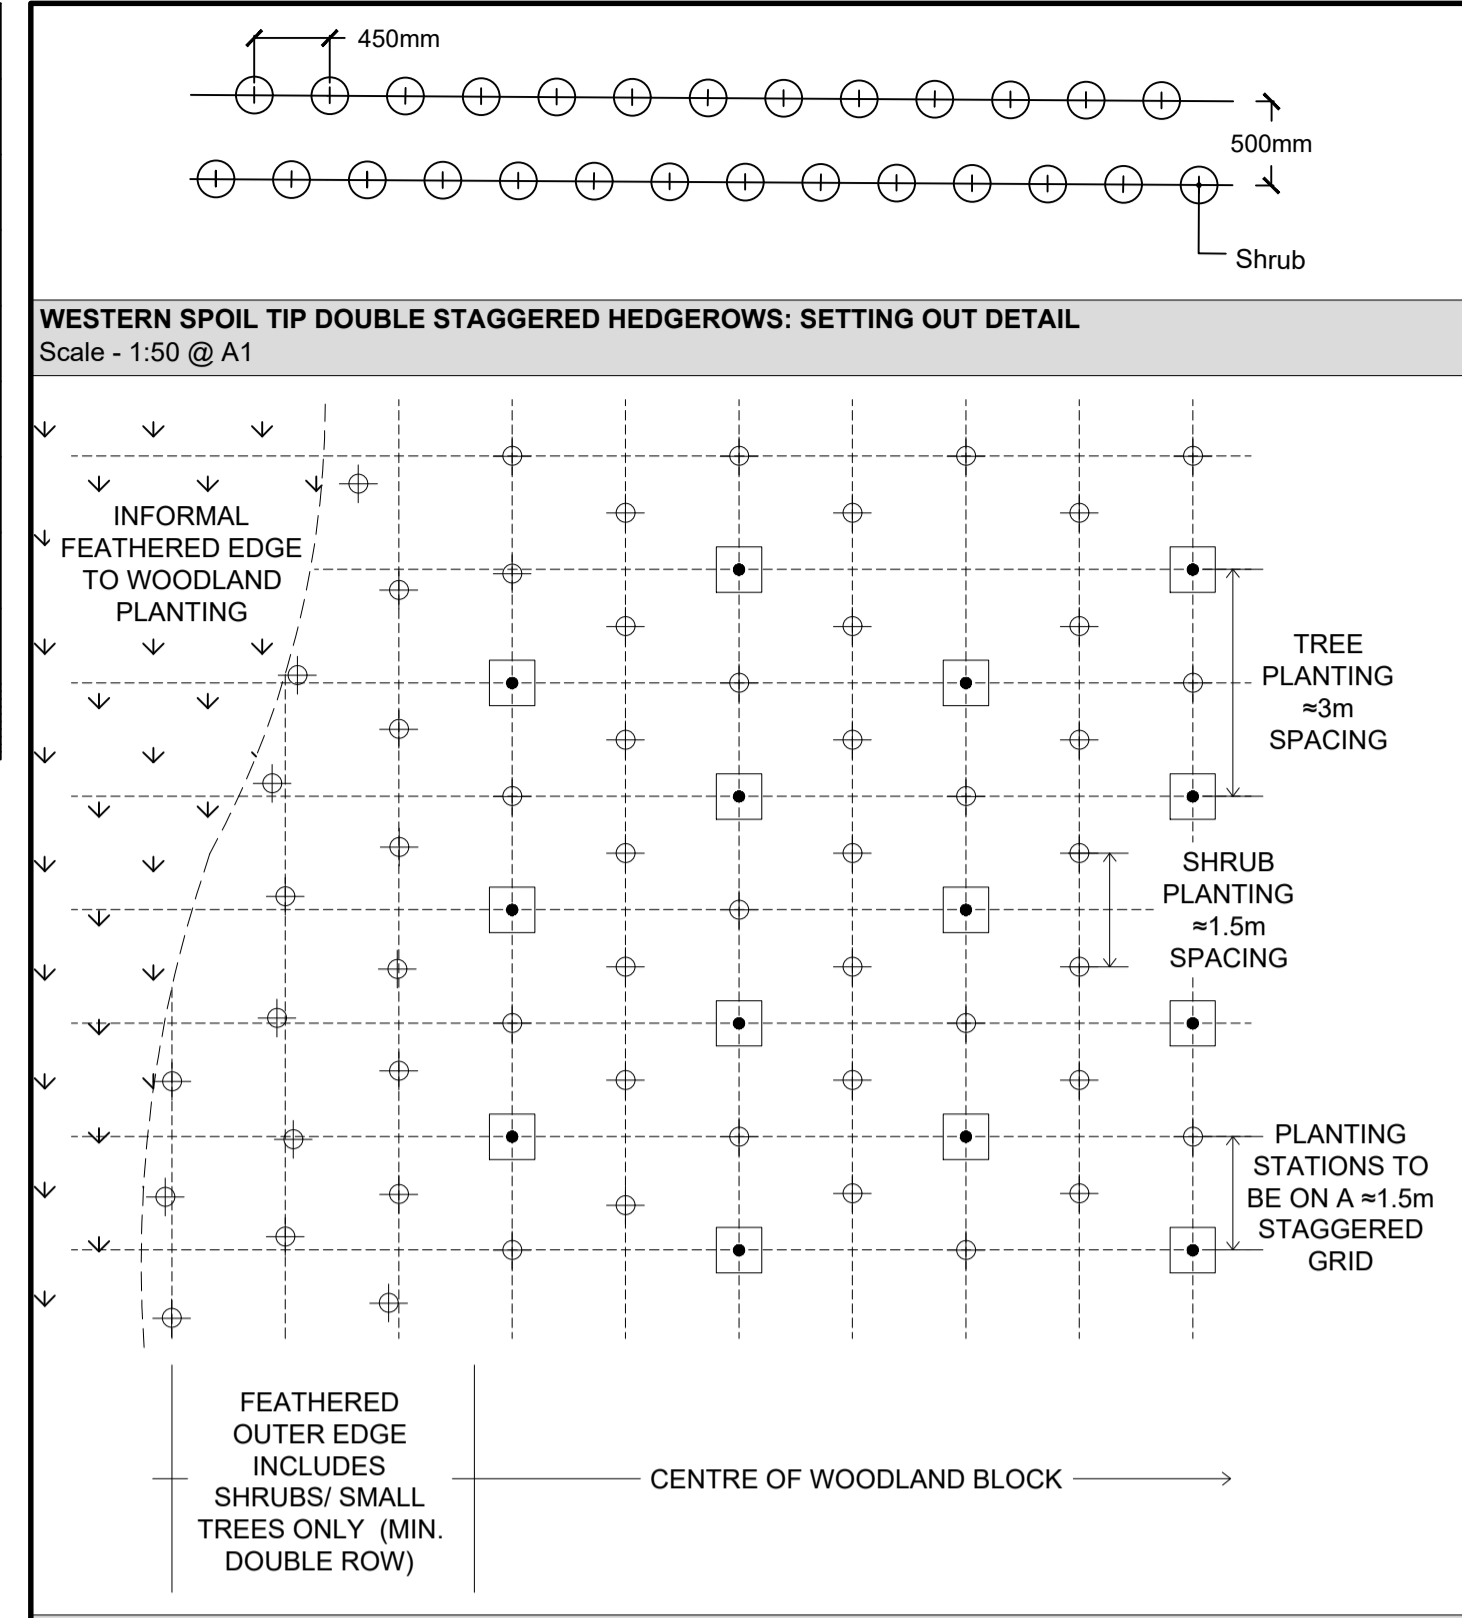 450mm
500mm
Shrub
WESTERN SPOIL TIP DOUBLE STAGGERED HEDGEROWS: SETTING OUT DETAIL
Scale - 1:50 @ A1
INFORMAL
FEATHERED EDGE
TO WOODLAND
PLANTING
TREE
PLANTING
≈3m
SPACING
SHRUB
PLANTING
≈1.5m
SPACING
PLANTING
STATIONS TO
BE ON A ≈1.5m
STAGGERED
GRID
FEATHERED
OUTER EDGE
INCLUDES
SHRUBS/ SMALL
TREES ONLY (MIN.
DOUBLE ROW)
CENTRE OF WOODLAND BLOCK